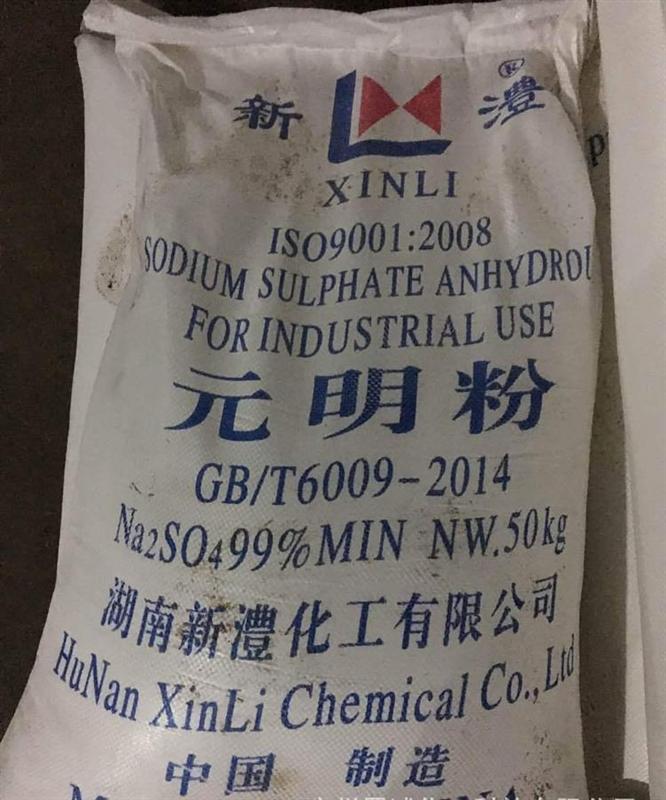 新 澧 ®
XINLI
ISO9001:2008
SODIUM SULPHATE ANHYDROU
FOR INDUSTRIAL USE
元明粉
GB/T6009-2014
Na2SO4 99% MIN NW.50kg
湖南新澧化工有限公司
HuNan XinLi Chemical Co., Ltd
中国 制造